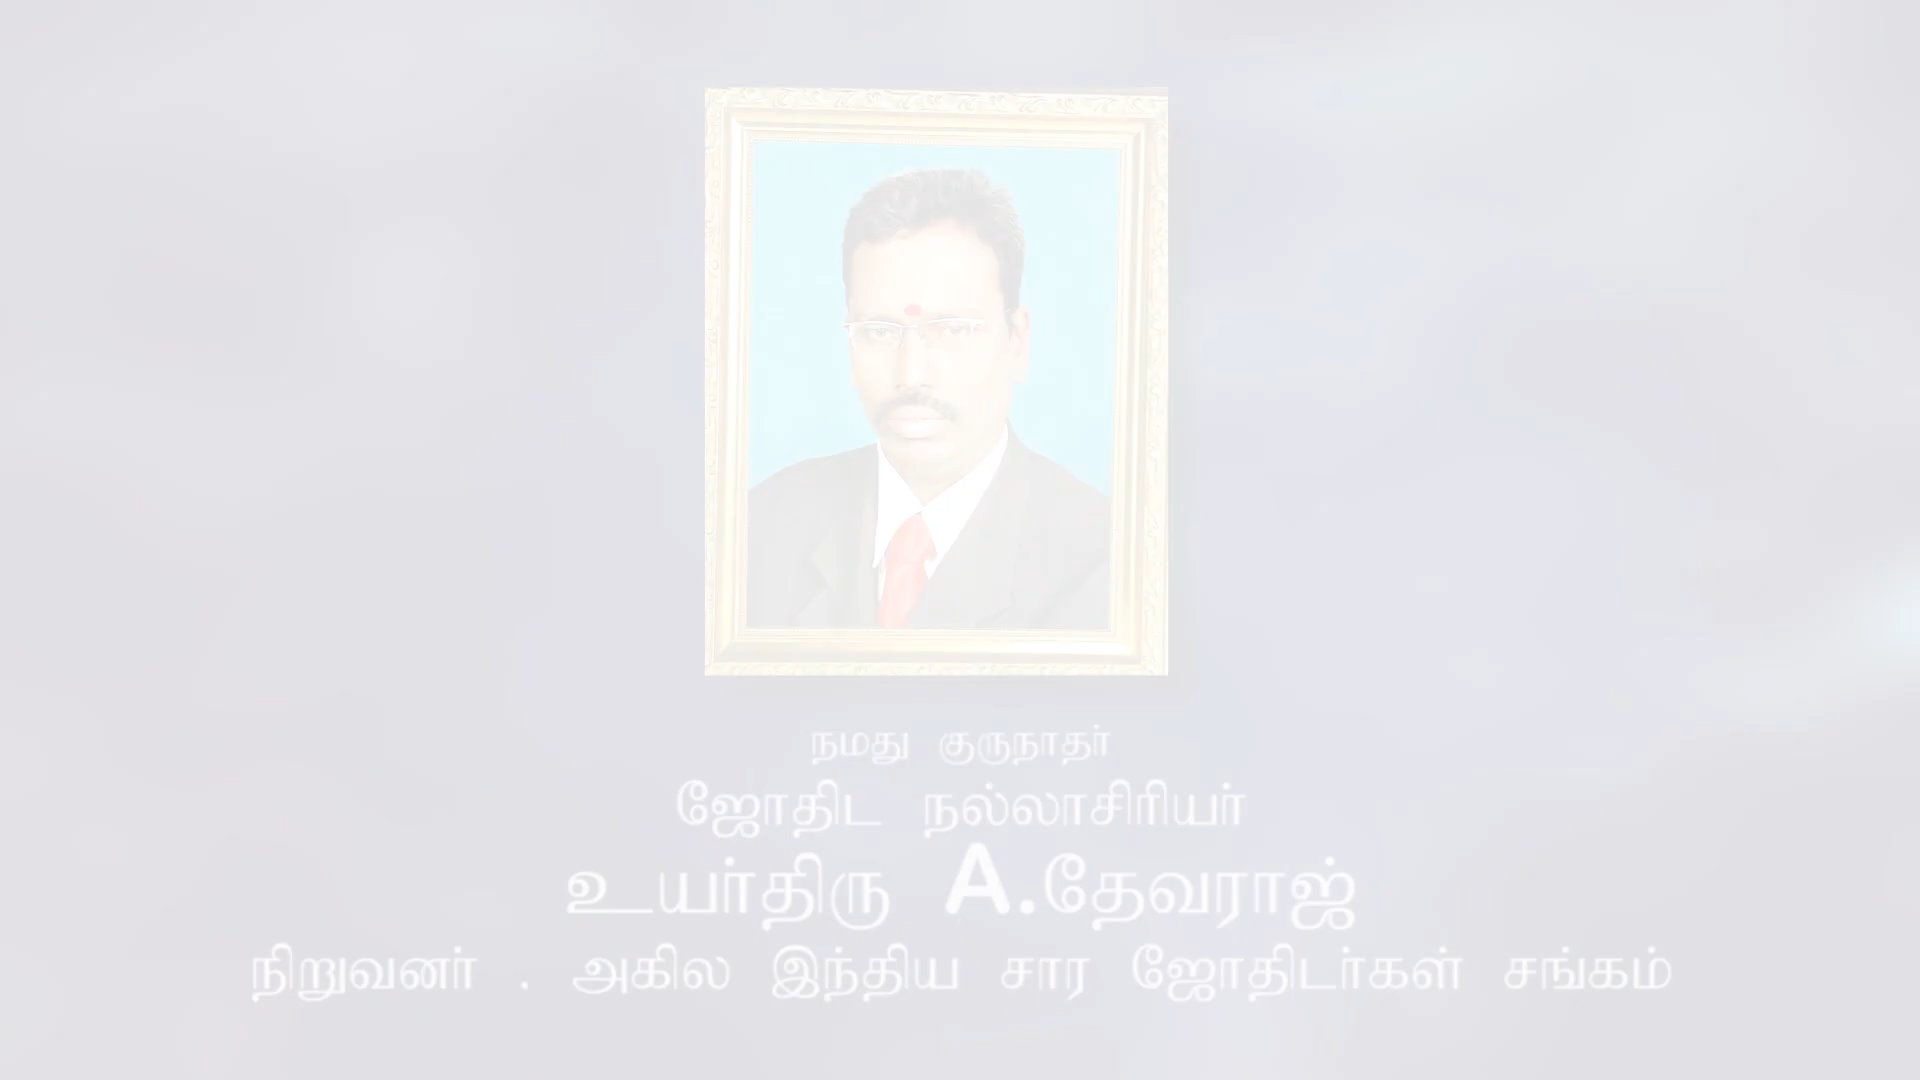 நமது குருநாதர்
ஜோதிட நல்லாசிரியர்
உயர்திரு A.தேவராஜ்
நிறுவனர் . அகில இந்திய சார ஜோதிடர்கள் சங்கம்